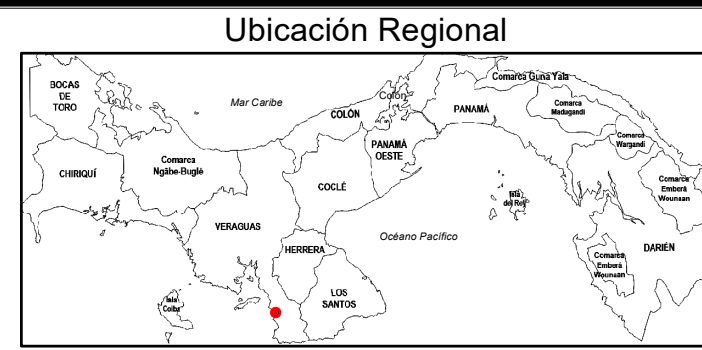 Ubicación Regional
BOCAS
DE
TORO
Mar Caribe
Colón
COLÓN
PANAMÁ
Comarca Guna Yala
Comarca
Madugandi
Comarca
Wargandi
Comarca
Emberá
Wounaan
CHIRIQUÍ
Comarca
Ngäbe-Buglé
PANAMÁ
OESTE
COCLÉ
VERAGUAS
Isla
del Rey
Océano Pacífico
HERRERA
DARIÉN
Comarca
Emberá
Wounaan
LOS
SANTOS
Isla
Coiba